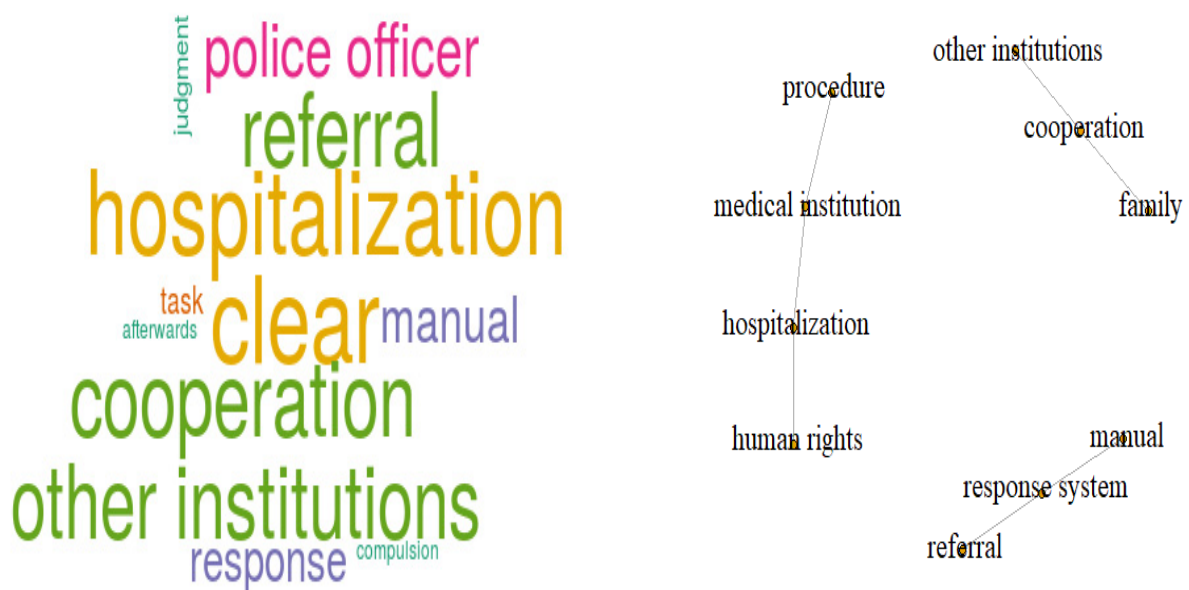 judgment
police officer
referral
hospitalization
task
afterwards
clear
manual
cooperation
other institutions
response
compulsion
other institutions
procedure
cooperation
medical institution
family
hospitalization
human rights
manual
response system
referral